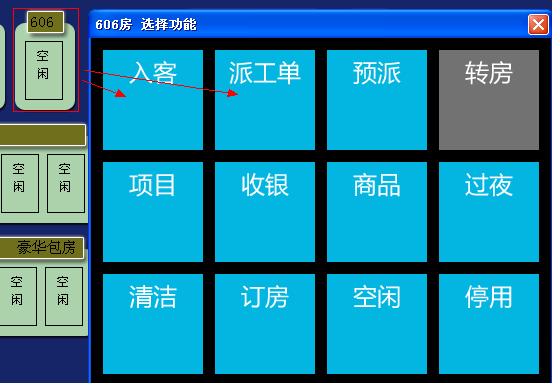 606
空
闲
空
闲
空
闲
豪华包房
空
闲
空
闲
606房 选择功能
入客
派工单
预派
转房
项目
收银
商品
过夜
清洁
订房
空闲
停用